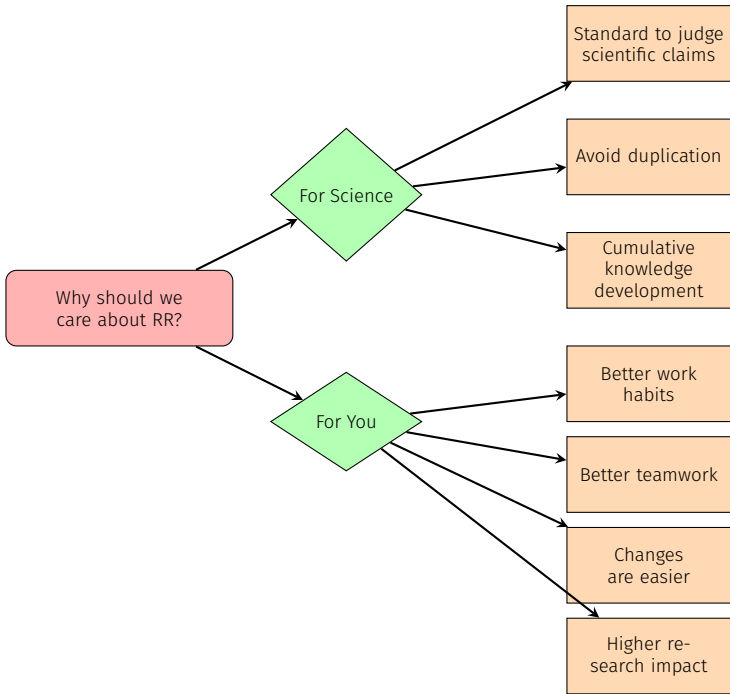 Standard to judge
scientific claims
Avoid duplication
For Science
Cumulative
knowledge
development
Why should we
care about RR?
Better work
habits
For You
Better teamwork
Changes
are easier
Higher re-
search impact